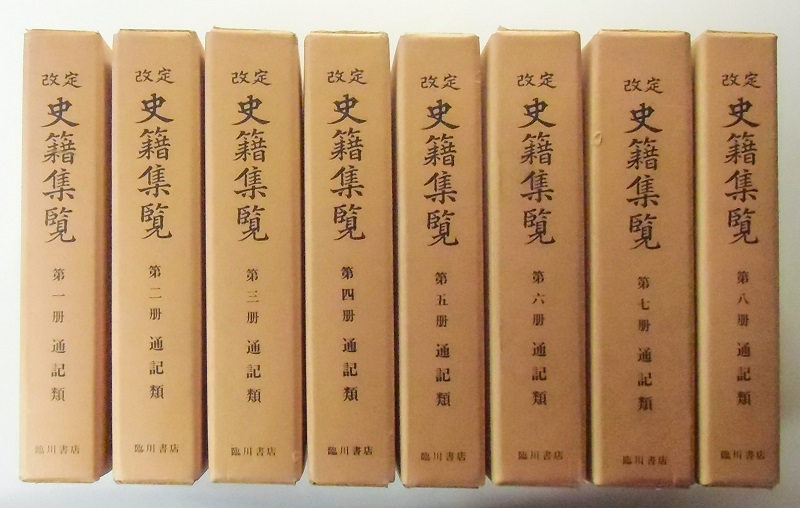 改定
史籍集覧
第一册 通記類
臨川書店
改定
史籍集覧
第二册 通記類
臨川書店
改定
史籍集覧
第三册 通記類
臨川書店
改定
史籍集覧
第四册 通記類
臨川書店
改定
史籍集覧
第五册 通記類
臨川書店
改定
史籍集覧
第六册 通記類
臨川書店
改定
史籍集覧
第七册 通記類
臨川書店
改定
史籍集覧
第八册 通記類
臨川書店